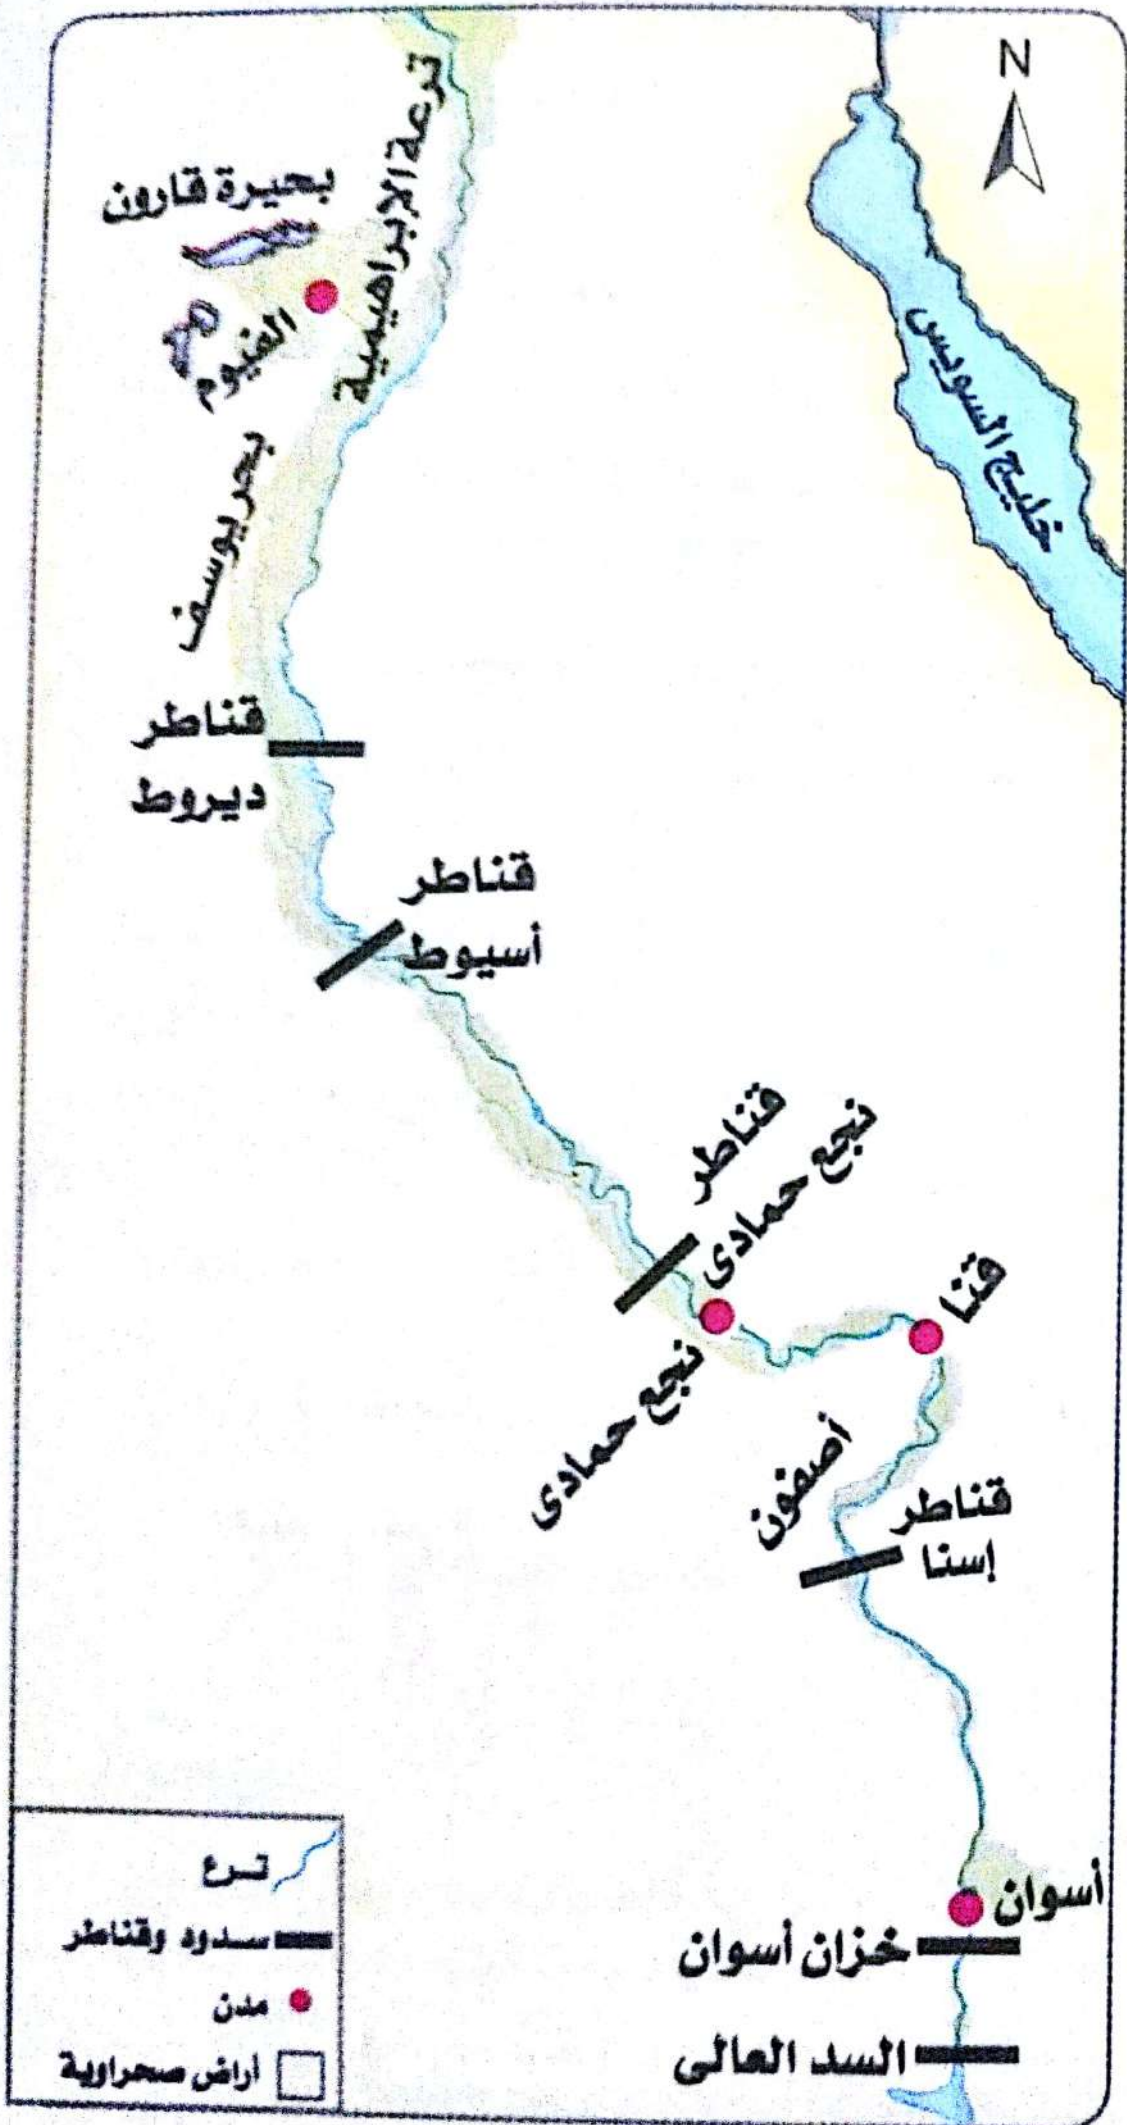 N
ترعة الإبراهيمية
بحيرة قارون
الفيوم
خليج السويس
بحر يوسف
قناطر
ديروط
قناطر
أسيوط
قناطر
نجع حمادى
قنا
نجع حمادى
أصفون
قناطر
إسنا
أسوان
خزان أسوان
السد العالى
ترع
سدود وقناطر
مدن
أراض صحراوية